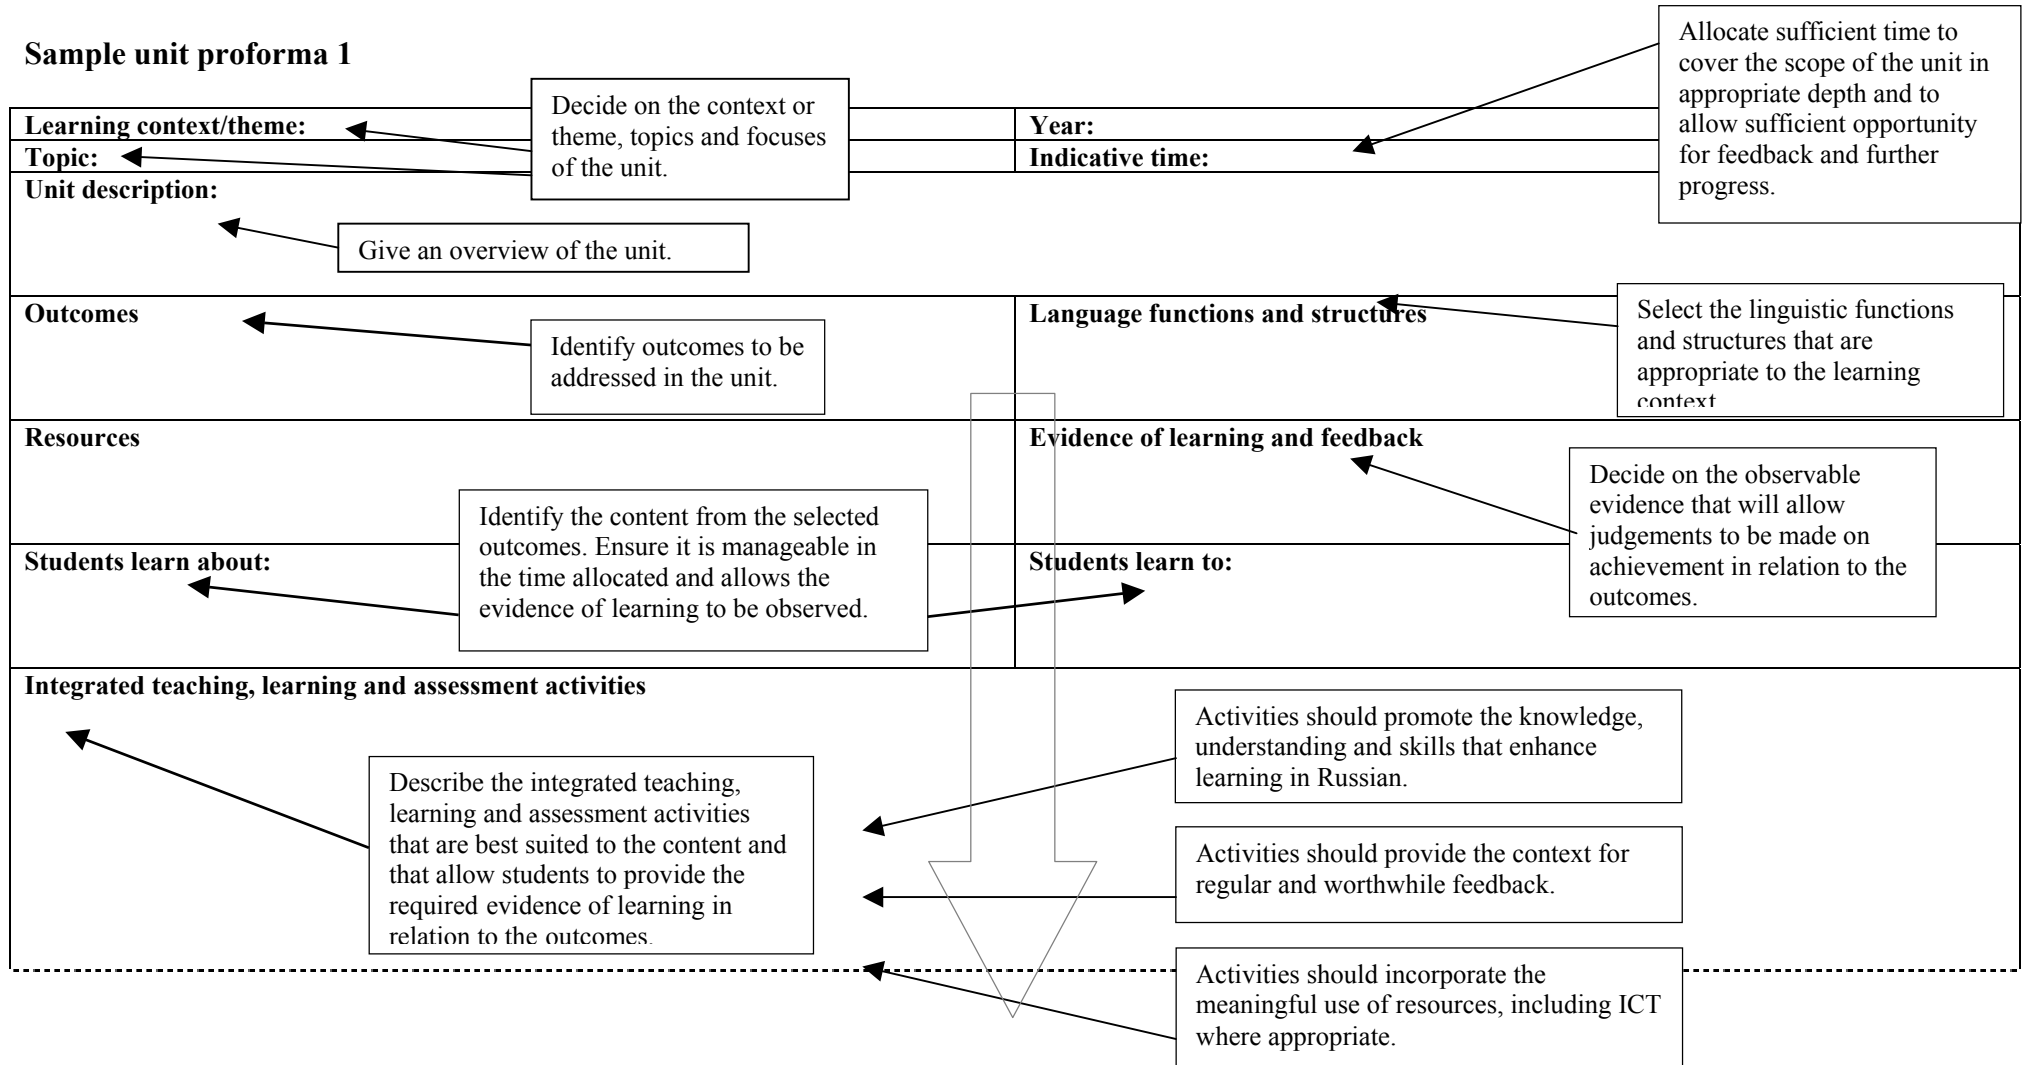 Sample unit proforma 1
Allocate sufficient time to
cover the scope of the unit in
appropriate depth and to
allow sufficient opportunity
for feedback and further
progress.
Decide on the context or
theme, topics and focuses
of the unit.
Learning context/theme:
Year:
Topic:
Indicative time:
Unit description:
Give an overview of the unit.
Outcomes
Identify outcomes to be
addressed in the unit.
Language functions and structures
Select the linguistic functions
and structures that are
appropriate to the learning
context
Resources
Evidence of learning and feedback
Decide on the observable
evidence that will allow
judgements to be made on
achievement in relation to the
outcomes.
Identify the content from the selected
outcomes. Ensure it is manageable in
the time allocated and allows the
evidence of learning to be observed.
Students learn about:
Students learn to:
Integrated teaching, learning and assessment activities
Describe the integrated teaching,
learning and assessment activities
that are best suited to the content and
that allow students to provide the
required evidence of learning in
relation to the outcomes.
Activities should promote the knowledge,
understanding and skills that enhance
learning in Russian.
Activities should provide the context for
regular and worthwhile feedback.
Activities should incorporate the
meaningful use of resources, including ICT
where appropriate.